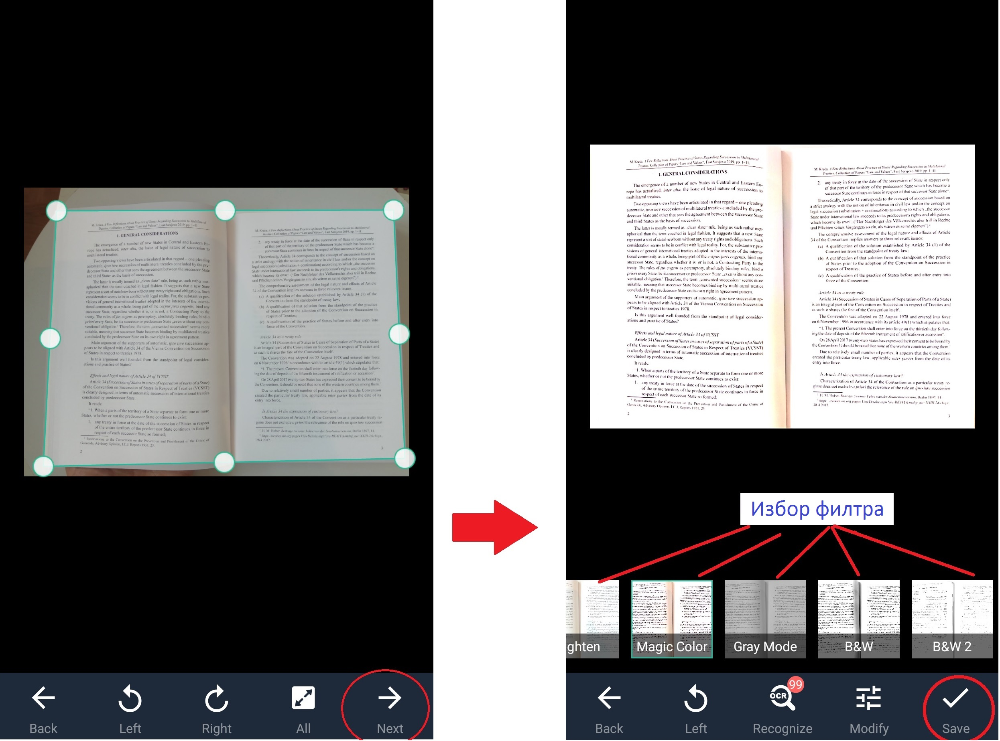 M. Kreća, A Few Reflections About Practice of States Regarding Succession to Multilateral
Treaties, Collection of Papers "Law and Values", East Sarajevo 2019, pp. 1–11.
1. GENERAL CONSIDERATIONS
The emergence of a number of new States in Central and Eastern Eu-
rope has actualized, inter alia, the issue of legal nature of succession to
multilateral treaties.
Two opposing views have been articulated in that regard – one pleading
automatic, ipso iure succession of multilateral treaties concluded by the pre-
decessor State and other that sees the agreement between the successor State
and third States as the basis of succession.
The latter is usually termed as „clean slate“ rule, being as such rather met-
aphorical than the term coached in legal fashion. It suggests that a new State
represent a sort of statal newborn without any treaty rights and obligations. Such
consideration seems to be in conflict with legal reality. For, the substantive pro-
visions of general international treaties adopted in the interests of the interna-
tional community as a whole, being part of the corpus juris cogentis, bind any
successor State, regardless whether it is, or is not, a Contracting Party to the
treaty. The rules of jus cogens as peremptory, absolutely binding rules, bind a
priori every State, be it a successor or predecessor State „even without any con-
ventional obligation.¹ Therefore, the term „consented succession“ seems more
suitable, meaning that successor State becomes binding by multilateral treaties
concluded by the predecessor State on its own right in agreement pattern.
Main argument of the supporters of automatic, ipso iure succession ap-
pears to be aligned with Article 34 of the Vienna Convention on Succession
of States in respect to treaties 1978.
Is this argument well founded from the standpoint of legal consider-
ations and practise of States?
Effects and legal nature of Article 34 of VCSST
Article 34 (Succession of States in cases of separation of parts of a State)
of the Convention on Succession of States in Respect of Treaties (VCSST)
is clearly designed in terms of automatic succession of international treaties
concluded by predecessor State.
It reads:
“1. When a parts of the territory of a State separate to form one or more
States, whether or not the predecessor State continues to exist:
1. any treaty in force at the date of the succession of States in respect
of the entire territory of the predecessor State continues in force in
respect of each successor State so formed;
¹ Reservations to the Convention on the Prevention and Punishment of the Crime of
Genocide, Advisory Opinion, I.C.J. Reports 1951, 23.
2
M. Kreća, A Few Reflections About Practice of States Regarding Succession to Multilateral
Treaties, Collection of Papers "Law and Values", East Sarajevo 2019, pp. 1–11
2. any treaty in force at the date of the succession of State in respect only
of that part of the territory of the predecessor State which has become a
successor State continues in force in respect of that successor State alone“.
Theoretically, Article 34 corresponds to the concept of succession based on
a strict analogy with the notion of inheritance in civil law and/or the concept on
legal succession (substitution + continuation) according to which „the successor
State under international law succeeds to its predecessor's rights and obligations,
which become its own“, (“Der Nachfolger des Völkerrechts aber trill in Rechte
und Pflichten seines Vorgängers so ein, als wären es seine eigenen”).²
The comprehensive assessment of the legal nature and effects of Article
34 of the Convention implies answers to three relevant issues:
(a) A qualification of the solution established by Article 34 (1) of the
Convention from the standpoint of treaty law;
(b) A qualification of that solution from the standpoint of the practice
of States prior to the adoption of the Convention on Succession in
respect of Treaties;
(c) A qualification of the practice of States before and after entry into
force of the Convention.
Article 34 as a treaty rule
Article 34 (Succession of States in Cases of Separation of Parts of a State)
is an integral part of the Convention on Succession in respect of Treaties and
as such it shares the fate of the Convention itself.
The Convention was adopted on 22 August 1978 and entered into force
on 6 November 1996 in accordance with its article 49(1) which stipulates that:
“1. The present Convention shall enter into force on the thirtieth day follow-
ing the date of deposit of the fifteenth instrument of ratification or accession”.
On 28 April 2017 twenty-two States has expressed their consent to be bound by
the Convention. It should be noted that none of the western countries among them.³
Due to relatively small number of parties, it appears that the Convention
created the particular treaty law, applicable inter partes from the date of its
entry into force.
Is Article 34 the expression of customary law?
Characterization of Article 34 of the Convention as a particular treaty re-
gime does not exclude a priori the relevance of the rule on ipso iure succession
² H. M. Huber, Beitrage zu einer Lehre van der Staatensuccession, Berlin 1897, 14.
28.4.2017.
3
Back
Left
Right
All
Next
Избор филтра
ighten
Magic Color
Gray Mode
B&W
B&W 2
99
OCR
Back
Left
Recognize
Modify
Save